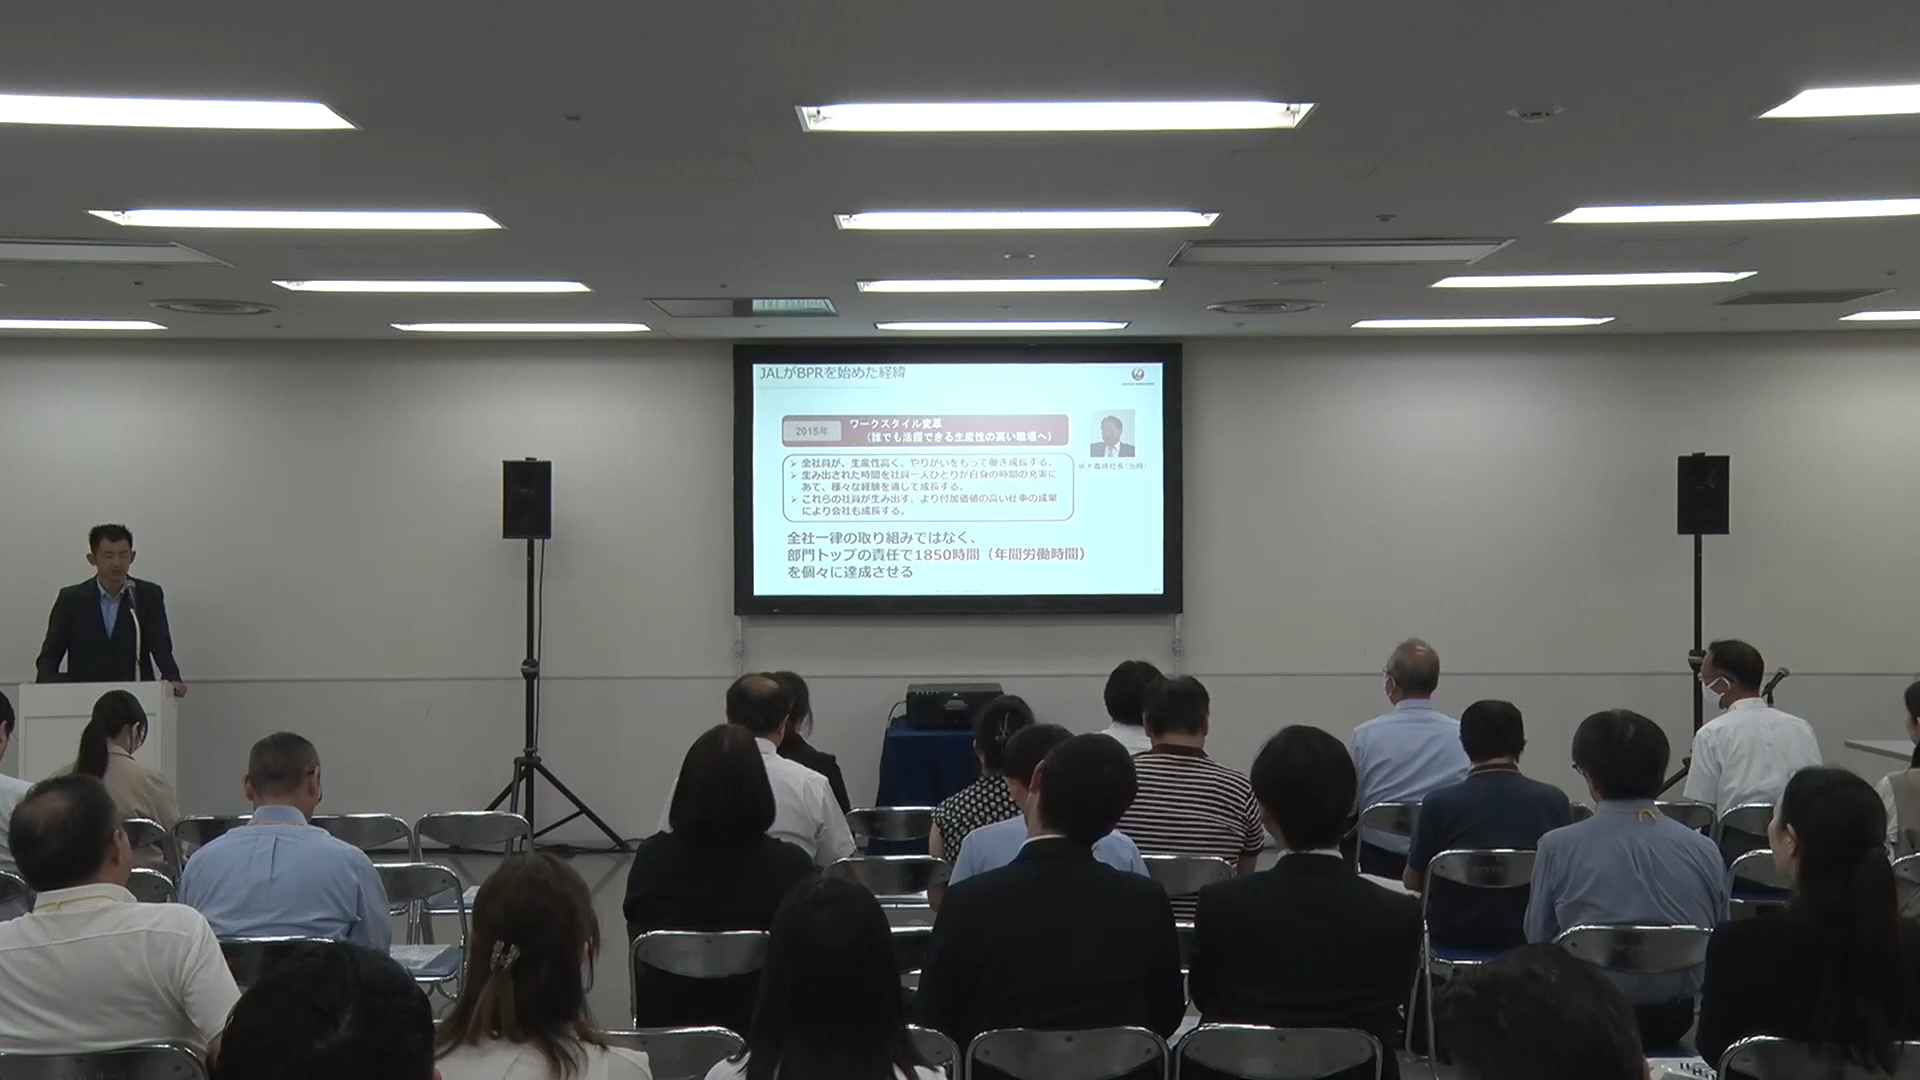 JALがBPRを始めた経緯
2015年
ワークスタイル変革
(誰でも活躍できる生産性の高い職場へ)
➢ 全社員が、生産性高く、やりがいをもって働き成長する。
➢ 生み出された時間を社員一人ひとりが自身の時間の充実に
あて、様々な経験を通して成長する。
➢ これらの社員が生み出す、より付加価値の高い仕事の成果
により会社も成長する。
植木義晴社長(当時)
全社一律の取り組みではなく、
部門トップの責任で1850時間(年間労働時間)
を個々に達成させる